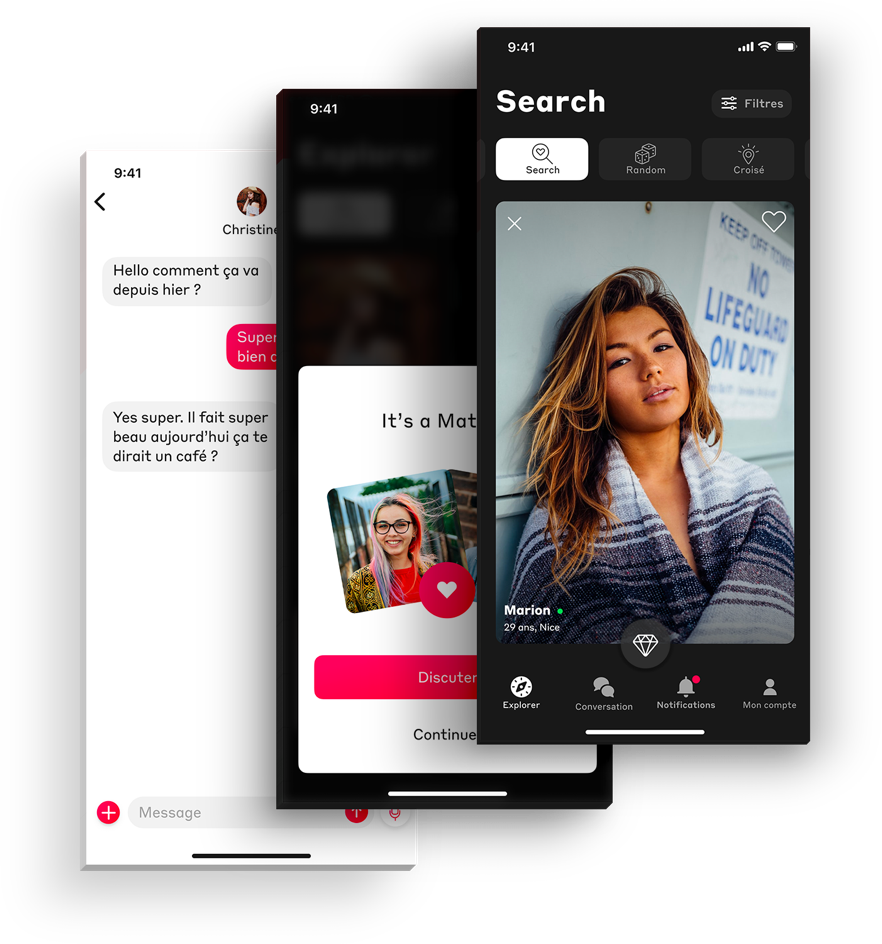 9:41
Christine
Hello comment ça va
depuis hier ?
Super
bien
Yes super. Il fait super
beau aujourd'hui ça te
dirait un café ?
Message
9:41
Explorer
It's a Mat
Discuter
Continue
9:41
Search
Filtres
Search
Random
Croisé
KEEP OFF TOWER
NO
LIFEGUARD
ON DUTY
Marion
29 ans, Nice
Explorer
Conversation
Notifications
Mon compte